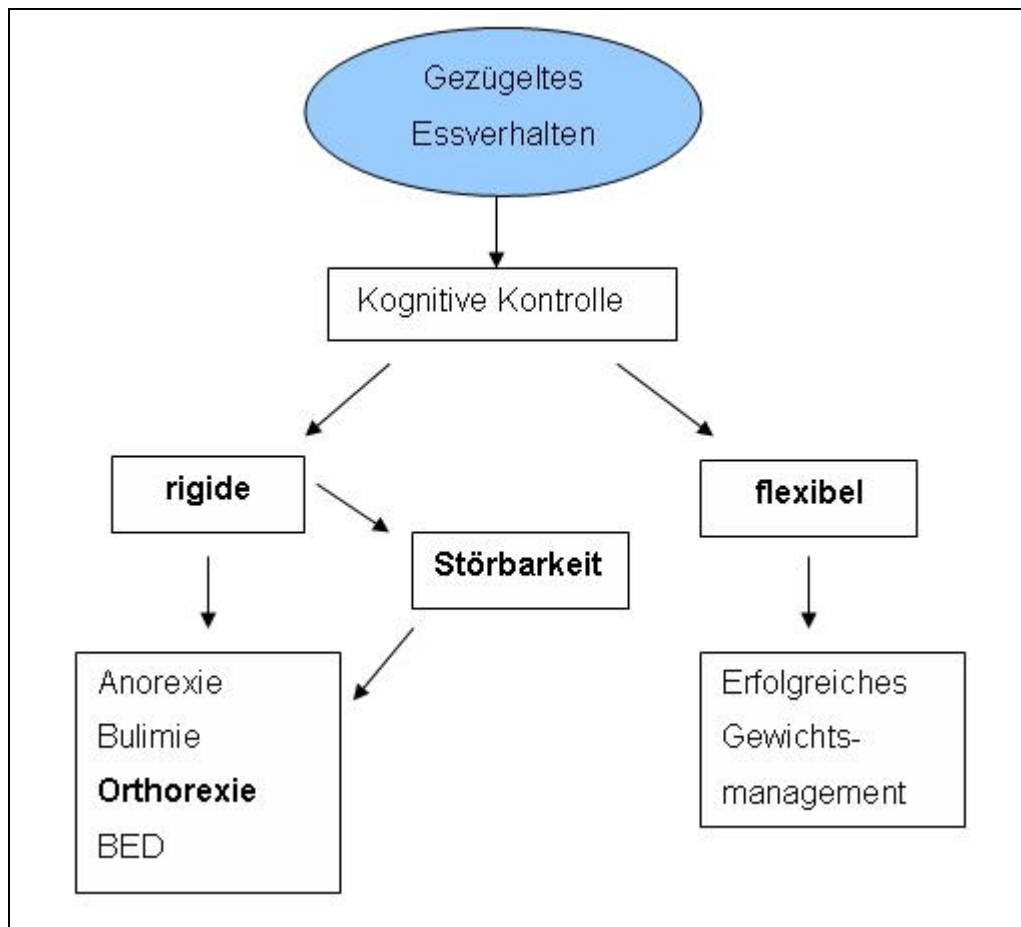 Gezügeltes
Essverhalten
Kognitive Kontrolle
rigide
flexibel
Störbarkeit
Anorexie
Bulimie
Orthorexie
BED
Erfolgreiches
Gewichts-
management